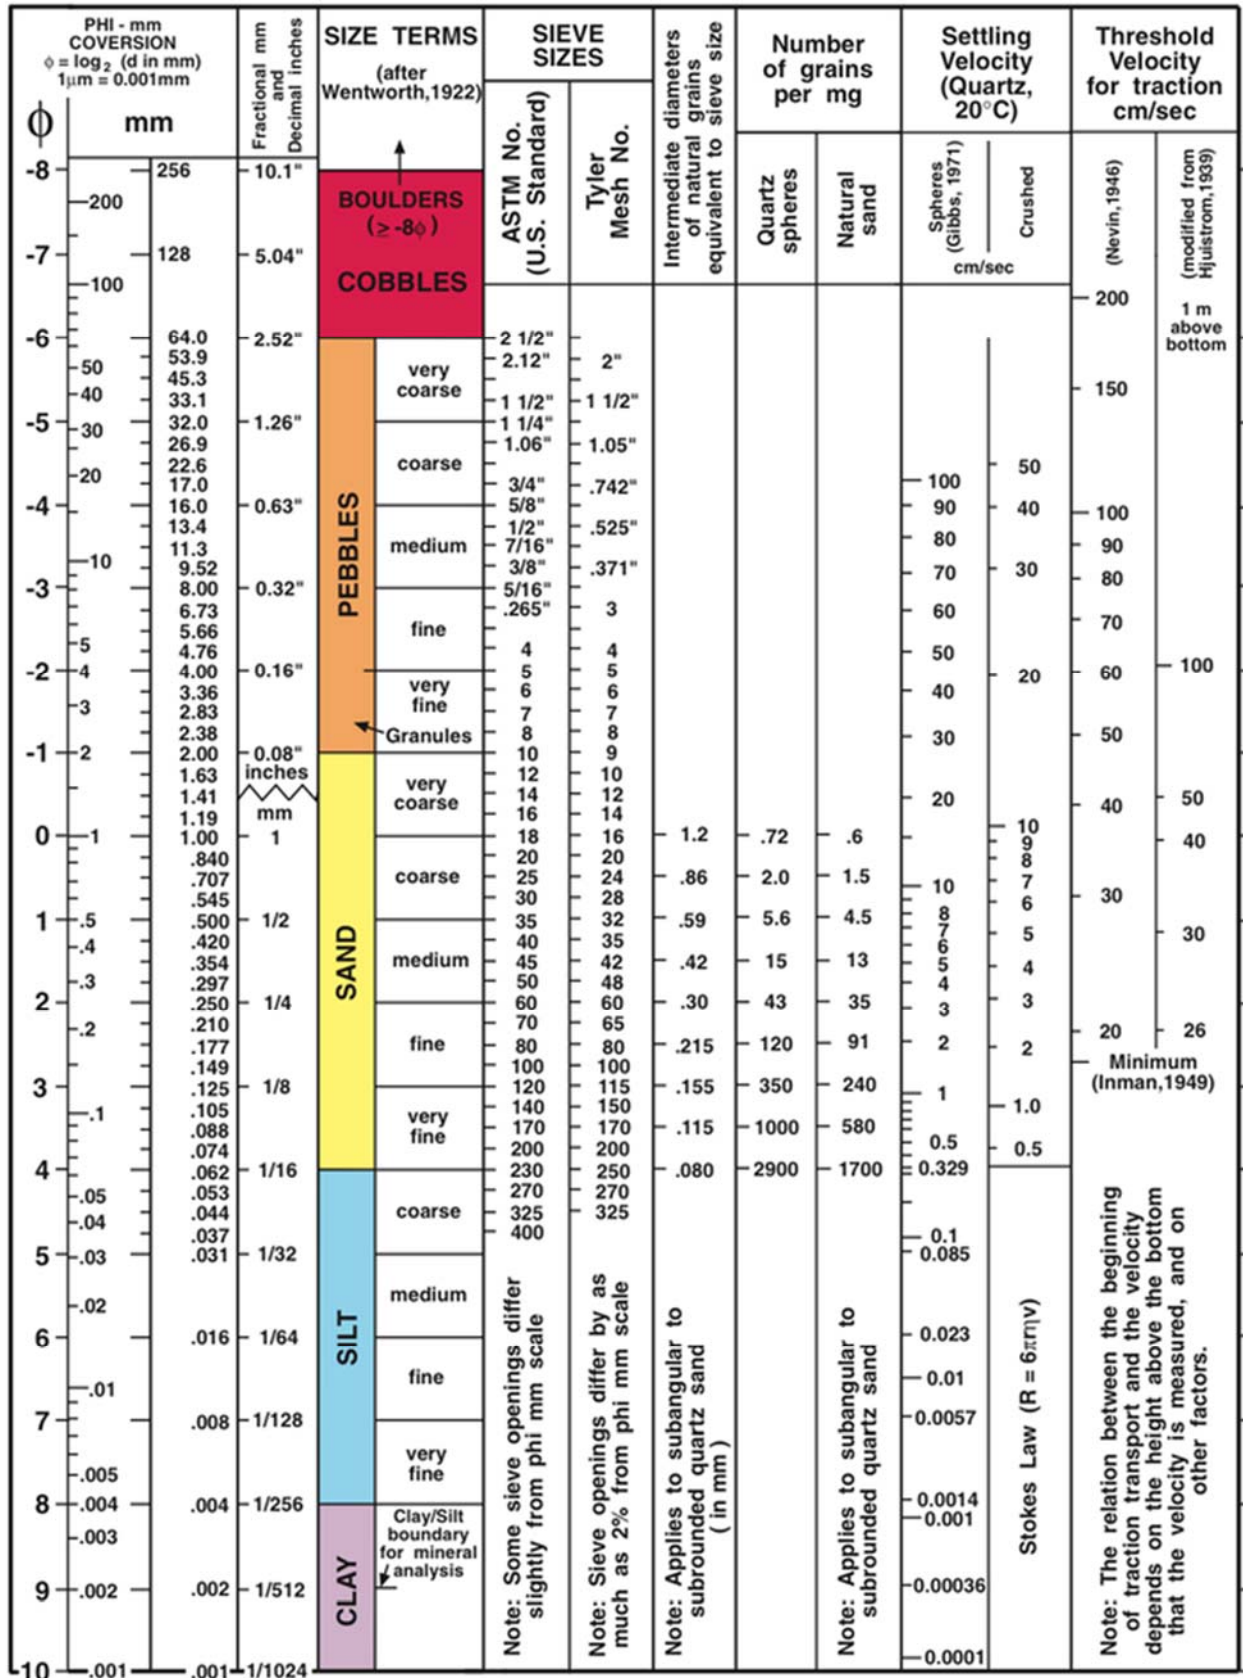 PHI - mm
COVERSION
ϕ = log₂ (d in mm)
1μm = 0.001mm
Fractional mm
and
Decimal inches
SIZE TERMS
(after
Wentworth,1922)
SIEVE
SIZES
Intermediate diameters
of natural grains
equivalent to sieve size
Number
of grains
per mg
Settling
Velocity
(Quartz,
20°C)
Threshold
Velocity
for traction
cm/sec
ϕ
mm
ASTM No.
(U.S. Standard)
Tyler
Mesh No.
Quartz
spheres
Natural
sand
Spheres
(Gibbs, 1971)
Crushed
cm/sec
(Nevin,1946)
(modified from
Hjuistrom,1939)
-8
-7
-6
-5
-4
-3
-2
-1
0
1
2
3
4
5
6
7
8
9
10
200
100
50
40
30
20
10
5
4
3
2
1
.5
.4
.3
.2
.1
.05
.04
.03
.02
.01
.005
.004
.003
.002
.001
256
128
64.0
53.9
45.3
33.1
32.0
26.9
22.6
17.0
16.0
13.4
11.3
9.52
8.00
6.73
5.66
4.76
4.00
3.36
2.83
2.38
2.00
1.63
1.41
1.19
1.00
.840
.707
.545
.500
.420
.354
.297
.250
.210
.177
.149
.125
.105
.088
.074
.062
.053
.044
.037
.031
.016
.008
.004
.002
.001
10.1"
5.04"
2.52"
1.26"
0.63"
0.32"
0.16"
0.08"
inches
mm
1
1/2
1/4
1/8
1/16
1/32
1/64
1/128
1/256
1/512
1/1024
BOULDERS
(≥ -8ϕ)
COBBLES
PEBBLES
very
coarse
coarse
medium
fine
very
fine
Granules
SAND
very
coarse
coarse
medium
fine
very
fine
SILT
coarse
medium
fine
very
fine
CLAY
Clay/Silt
boundary
for mineral
analysis
2 1/2"
2.12"
1 1/2"
1 1/4"
1.06"
3/4"
5/8"
1/2"
7/16"
3/8"
5/16"
.265"
4
5
6
7
8
10
12
14
16
18
20
25
30
35
40
45
50
60
70
80
100
120
140
170
200
230
270
325
400
Note: Some sieve openings differ
slightly from phi mm scale
2"
1 1/2"
1.05"
.742"
.525"
.371"
3
4
5
6
7
8
9
10
12
14
16
20
24
28
32
35
42
48
60
65
80
100
115
150
170
200
250
270
325
Note: Sieve openings differ by as
much as 2% from phi mm scale
1.2
.86
.59
.42
.30
.215
.155
.115
.080
Note: Applies to subangular to
subrounded quartz sand
( in mm )
.72
2.0
5.6
15
43
120
350
1000
2900
.6
1.5
4.5
13
35
91
240
580
1700
Note: Applies to subangular to
subrounded quartz sand
100
90
80
70
60
50
40
30
20
10
8
7
6
5
4
3
2
1
0.5
0.329
0.1
0.085
0.023
0.01
0.0057
0.0014
0.001
0.00036
0.0001
50
40
30
20
10
9
8
7
6
5
4
3
2
1.0
0.5
Stokes Law (R = 6πrηv)
200
150
100
90
80
70
60
50
40
30
20
1 m
above
bottom
100
50
40
30
26
Minimum
(Inman,1949)
Note: The relation between the beginning
of traction transport and the velocity
depends on the height above the bottom
that the velocity is measured, and on
other factors.